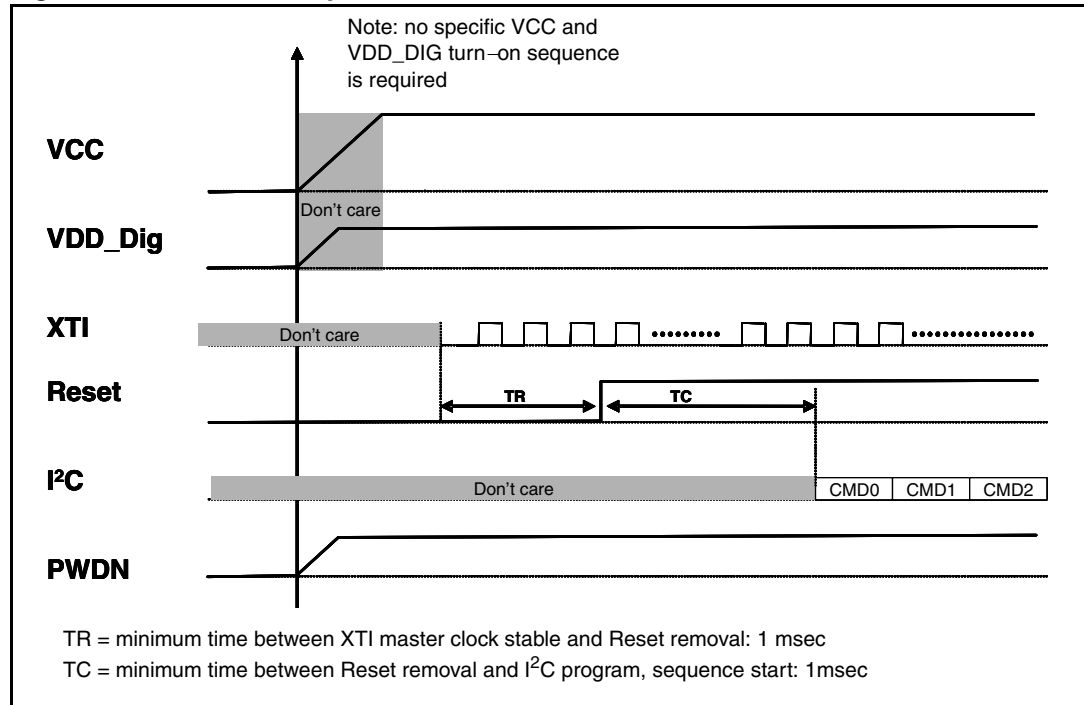 Note: no specific VCC and
VDD_DIG turn–on sequence
is required
VCC
Don't care
VDD_Dig
XTI
Don't care
Reset
TR
TC
I²C
Don't care
CMD0 CMD1 CMD2
PWDN
TR = minimum time between XTI master clock stable and Reset removal: 1 msec
TC = minimum time between Reset removal and I²C program, sequence start: 1msec